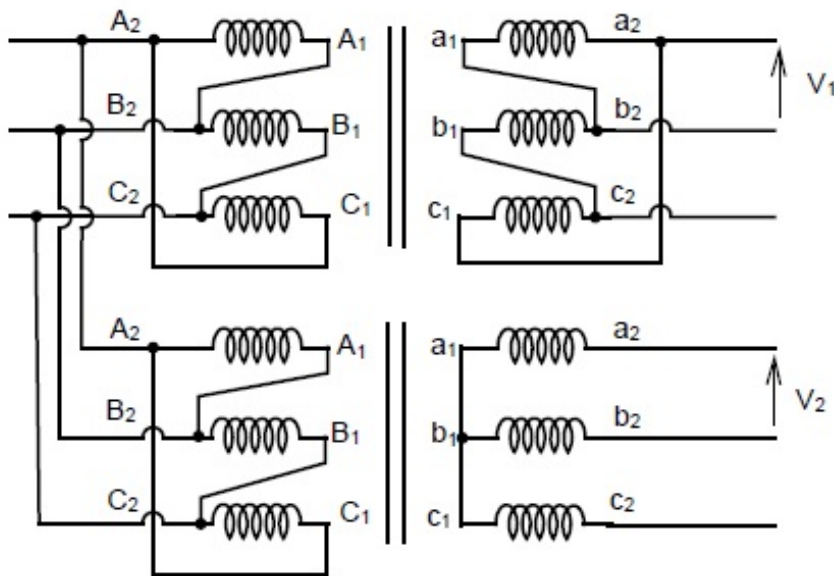 A₂ A₁ a₁ a₂
V₁
B₂ B₁ b₁ b₂
C₂ C₁ c₁ c₂
A₂ A₁ a₁ a₂
V₂
B₂ B₁ b₁ b₂
C₂ C₁ c₁ c₂